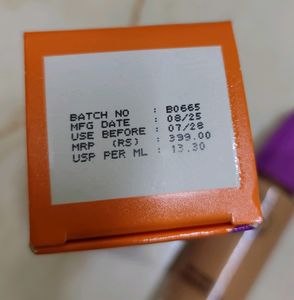 BATCH NO : B0665
MFG DATE : 08/25
USE BEFORE : 07/28
MRP (RS) : 399.00
USP PER ML : 13.30